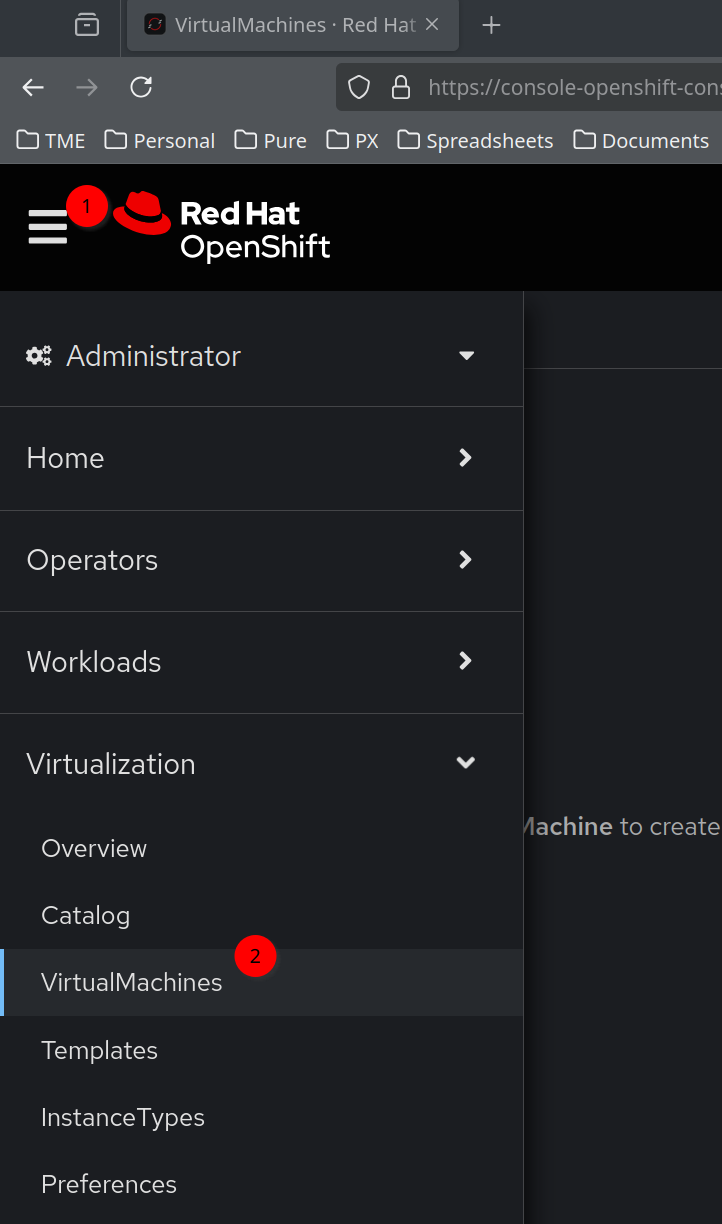 VirtualMachines · Red Hat
https://console-openshift-cons
TME Personal Pure PX Spreadsheets Documents
1
Red Hat
OpenShift
Administrator
Home
Operators
Workloads
Virtualization
Overview
Machine to create
Catalog
2
VirtualMachines
Templates
InstanceTypes
Preferences